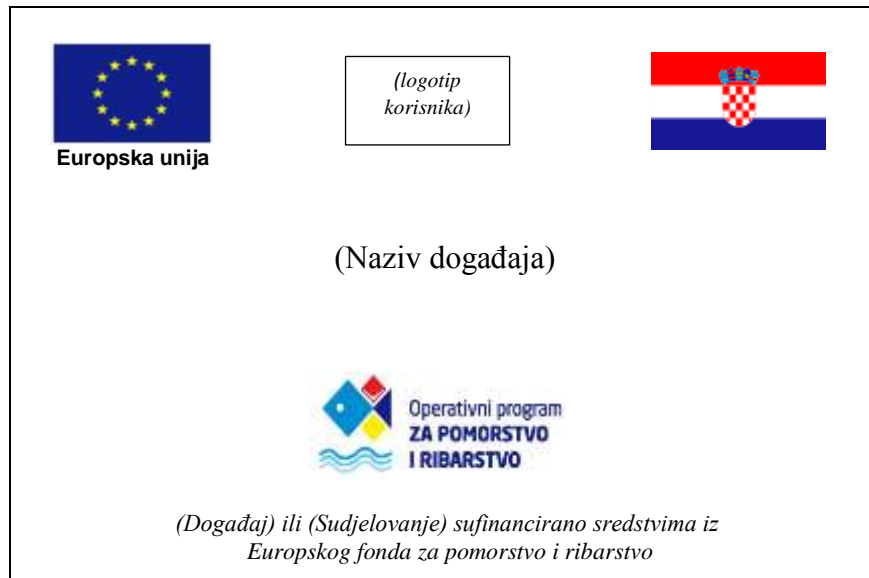 (logotip
korisnika)
Europska unija
(Naziv događaja)
Operativni program
ZA POMORSTVO
I RIBARSTVO
(Događaj) ili (Sudjelovanje) sufinancirano sredstvima iz
Europskog fonda za pomorstvo i ribarstvo